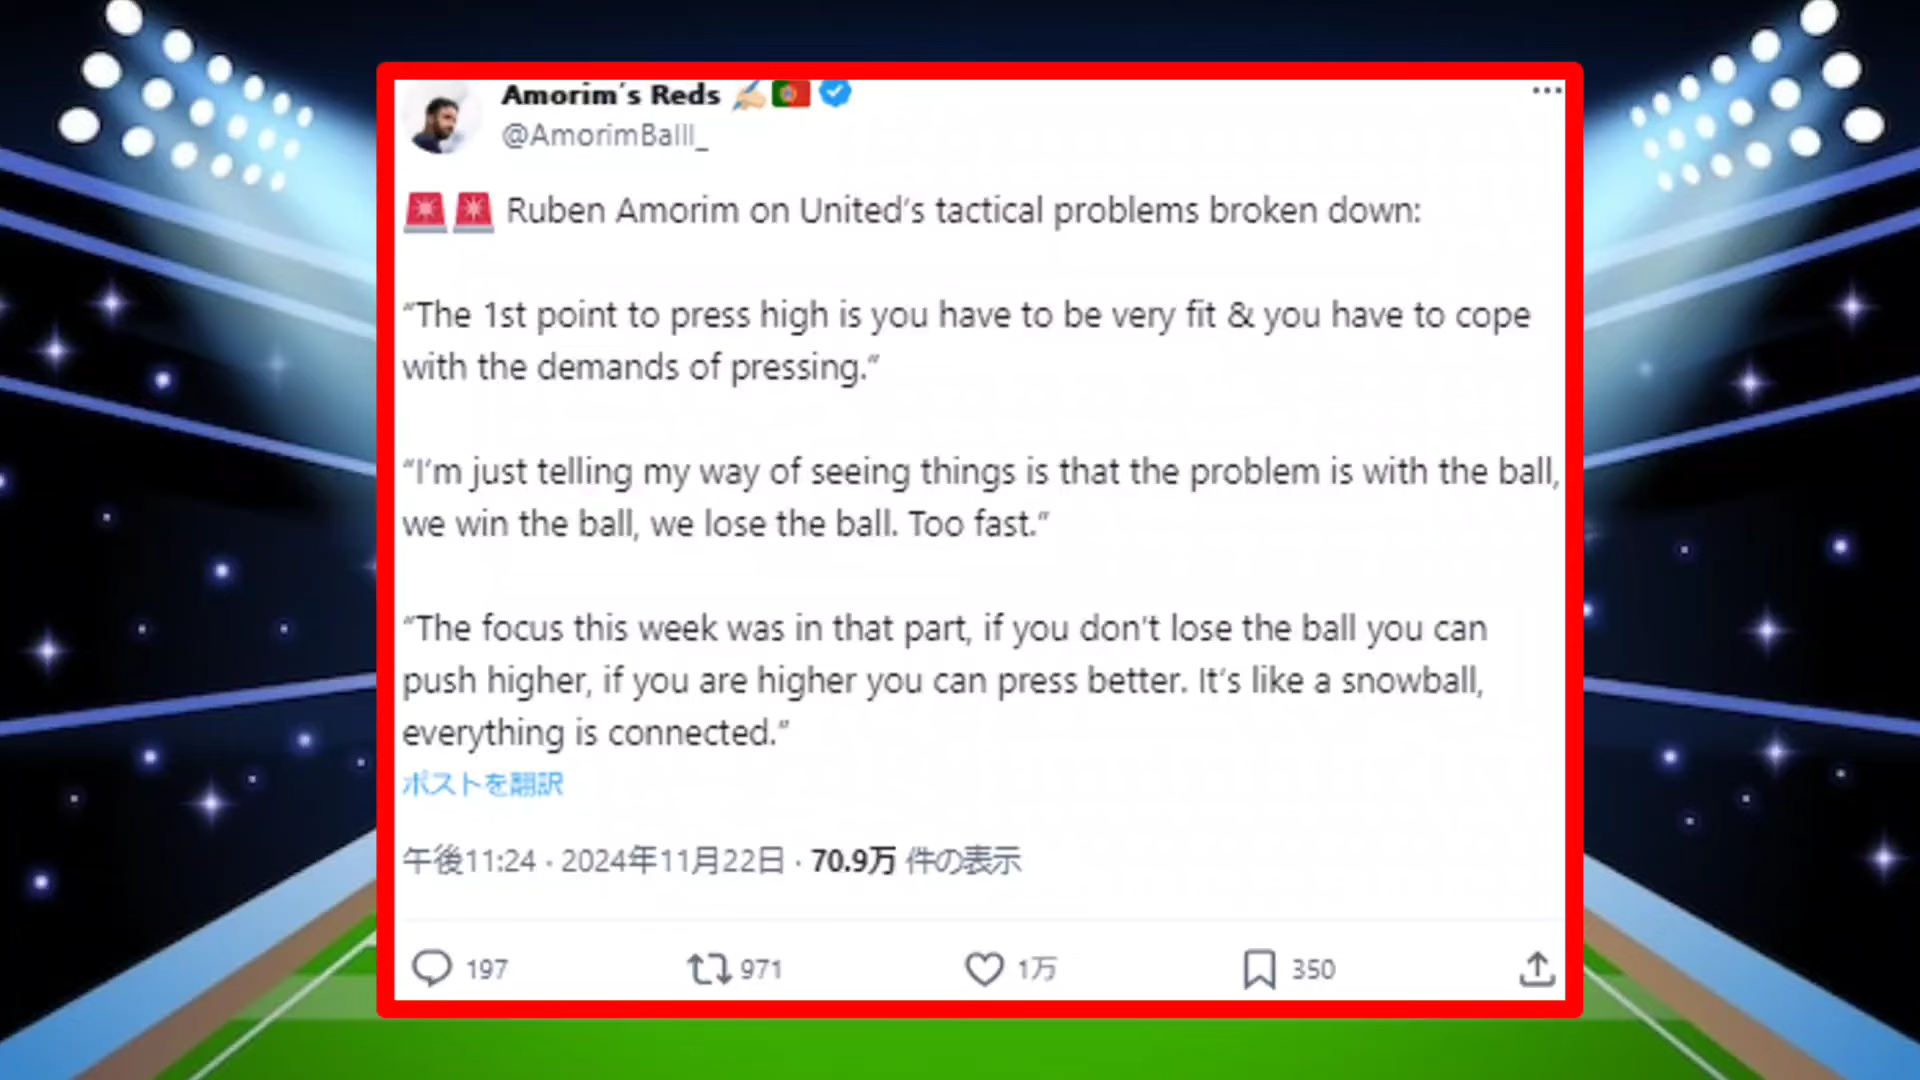 Amorim's Reds
@AmorimBalll_
Ruben Amorim on United's tactical problems broken down:
"The 1st point to press high is you have to be very fit & you have to cope
with the demands of pressing."
"I'm just telling my way of seeing things is that the problem is with the ball,
we win the ball, we lose the ball. Too fast."
"The focus this week was in that part, if you don't lose the ball you can
push higher, if you are higher you can press better. It's like a snowball,
everything is connected."
ポストを翻訳
午後11:24 · 2024年11月22日 · 70.9万 件の表示
197 971 1万 350